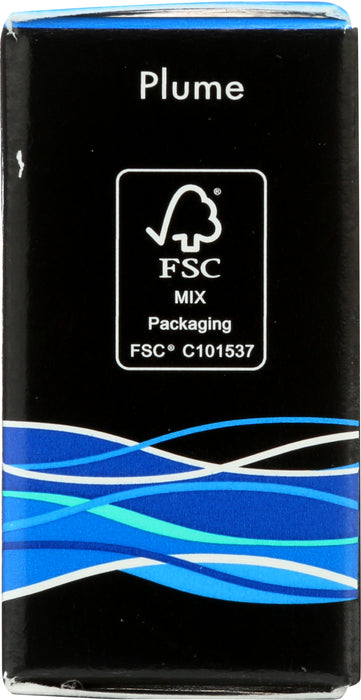 Plume
FSC
MIX
Packaging
FSC® C101537